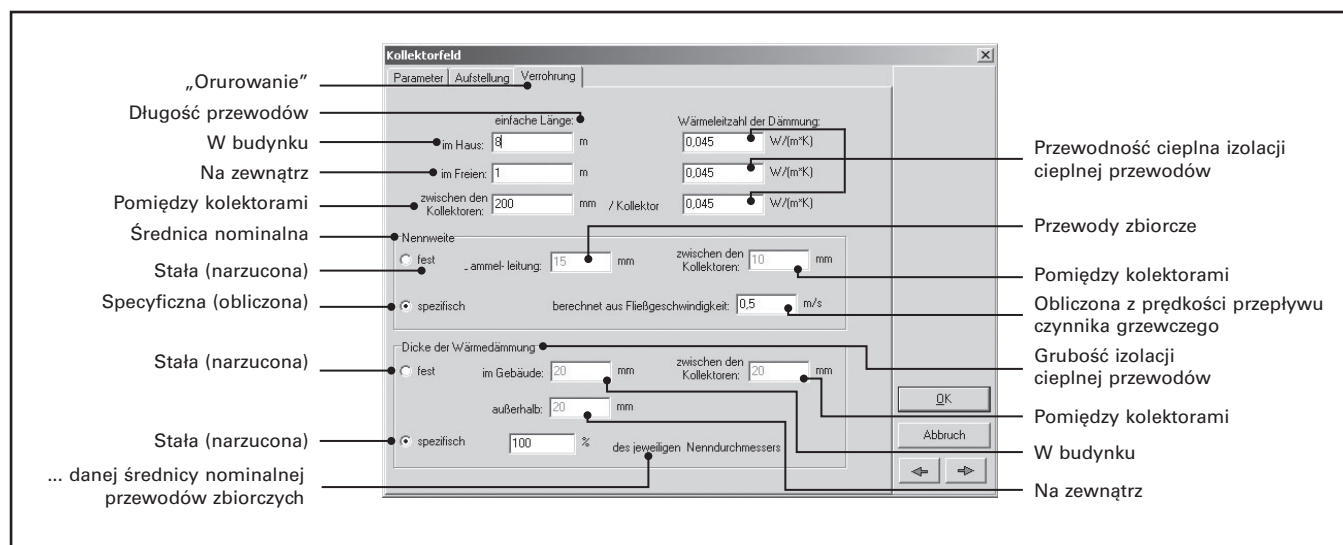 „Orurowanie”
Długość przewodów
W budynku
Na zewnątrz
Pomiędzy kolektorami
Średnica nominalna
Stała (narzucona)
Specyficzna (obliczona)
Stała (narzucona)
Stała (narzucona)
... danej średnicy nominalnej
przewodów zbiorczych
Kollektorfeld
Parameter Aufstellung Verrohrung
einfache Länge: Wärmeleitzahl der Dämmung:
im Haus: 8 m 0,045 W/(m*K)
im Freien: 1 m 0,045 W/(m*K)
zwischen den
Kollektoren: 200 mm / Kollektor 0,045 W/(m*K)
Nennweite
fest ammel- leitung: 15 mm zwischen den
Kollektoren: 10 mm
spezifisch berechnet aus Fließgeschwindigkeit: 0,5 m/s
Dicke der Wärmedämmung
fest im Gebäude: 20 mm zwischen den
Kollektoren: 20 mm
außerhalb: 20 mm
spezifisch 100 % des jeweiligen Nenndurchmessers
OK
Abbruch
Przewodność cieplna izolacji
cieplnej przewodów
Przewody zbiorcze
Pomiędzy kolektorami
Obliczona z prędkości przepływu
czynnika grzewczego
Grubość izolacji
cieplnej przewodów
Pomiędzy kolektorami
W budynku
Na zewnątrz